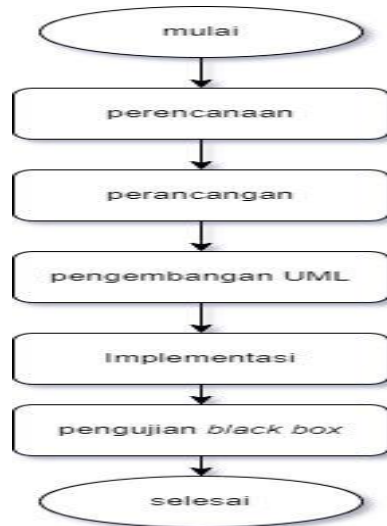 mulai
perencanaan
perancangan
pengembangan UML
Implementasi
pengujian black box
selesai